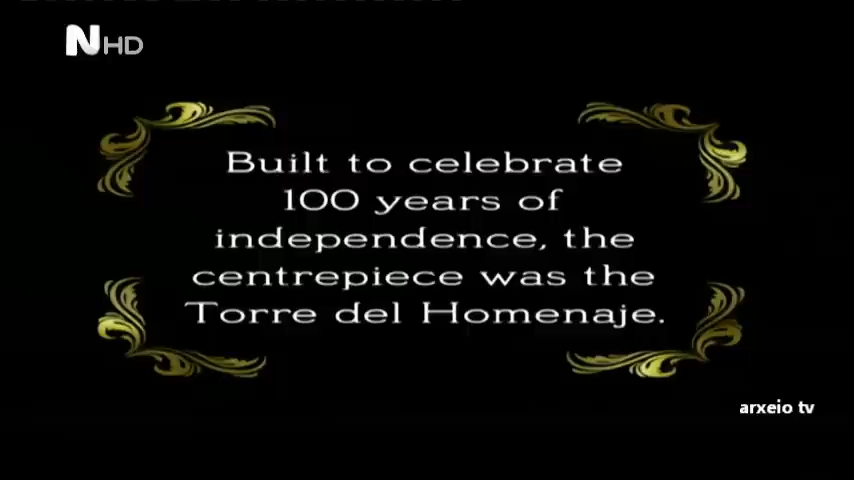 NHD
Built to celebrate
100 years of
independence, the
centrepiece was the
Torre del Homenaje.
arxeio tv